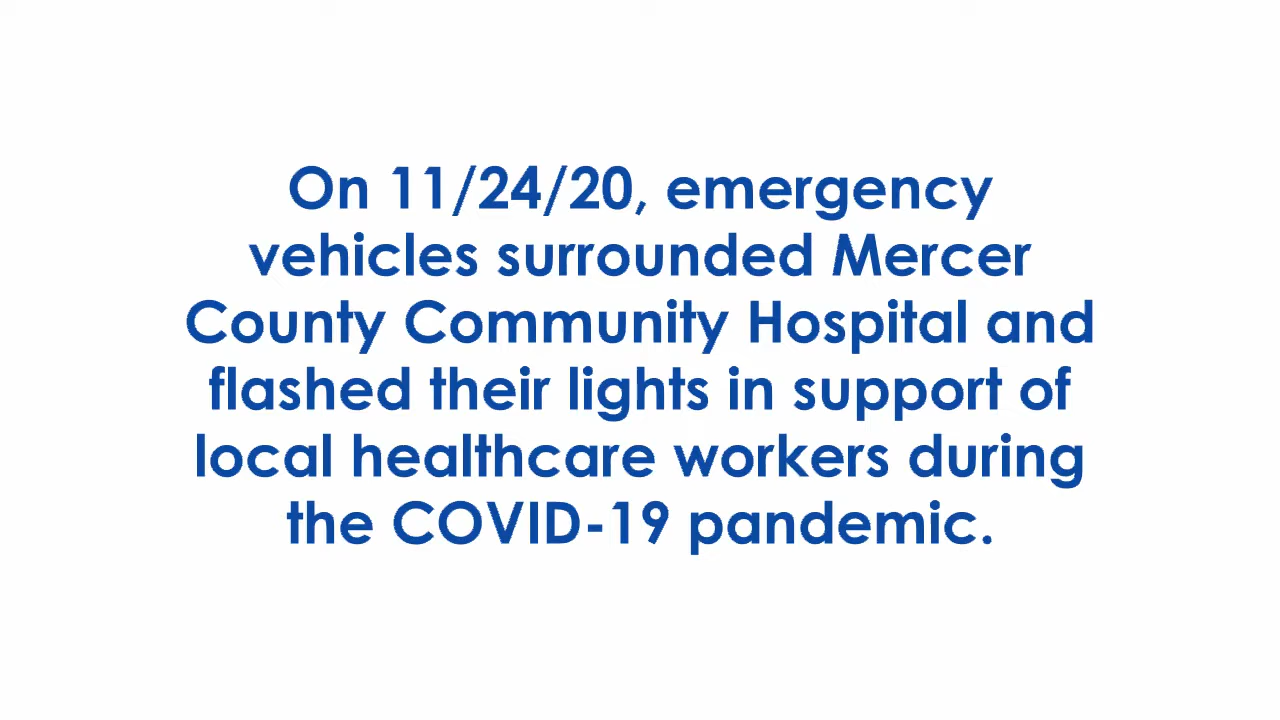 On 11/24/20, emergency
vehicles surrounded Mercer
County Community Hospital and
flashed their lights in support of
local healthcare workers during
the COVID-19 pandemic.